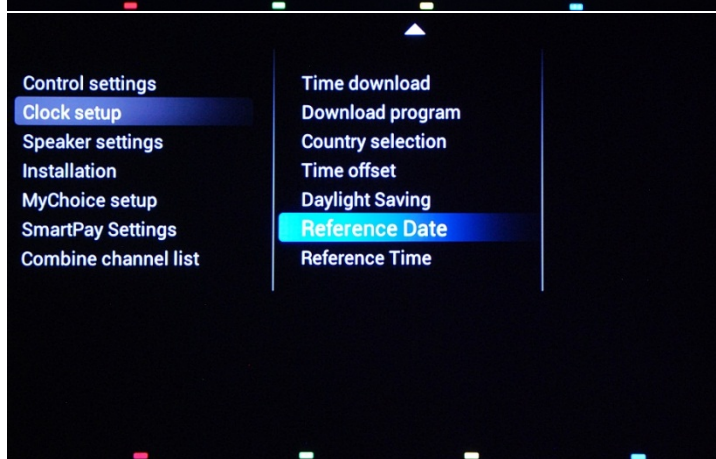 Control settings
Clock setup
Speaker settings
Installation
MyChoice setup
SmartPay Settings
Combine channel list
Time download
Download program
Country selection
Time offset
Daylight Saving
Reference Date
Reference Time